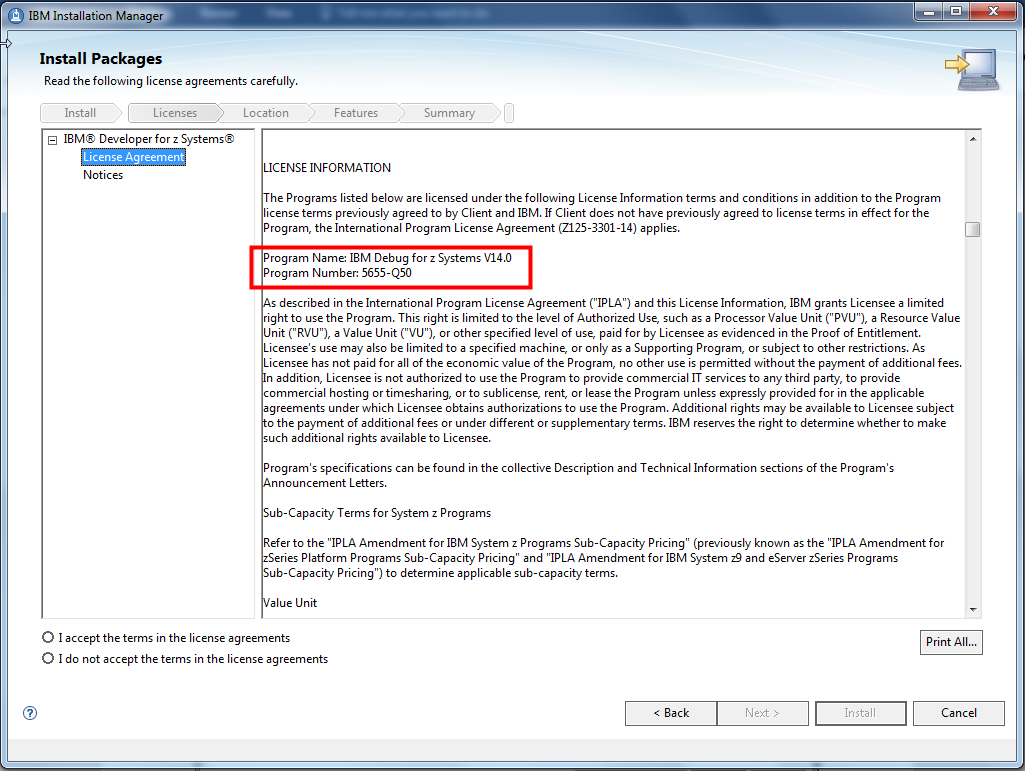 IBM Installation Manager
Install Packages
Read the following license agreements carefully.
Install
Licenses
Location
Features
Summary
IBM® Developer for z Systems®
License Agreement
Notices
LICENSE INFORMATION
The Programs listed below are licensed under the following License Information terms and conditions in addition to the Program
license terms previously agreed to by Client and IBM. If Client does not have previously agreed to license terms in effect for the
Program, the International Program License Agreement (Z125-3301-14) applies.
Program Name: IBM Debug for z Systems V14.0
Program Number: 5655-Q50
As described in the International Program License Agreement ("IPLA") and this License Information, IBM grants Licensee a limited
right to use the Program. This right is limited to the level of Authorized Use, such as a Processor Value Unit ("PVU"), a Resource Value
Unit ("RVU"), a Value Unit ("VU"), or other specified level of use, paid for by Licensee as evidenced in the Proof of Entitlement.
Licensee's use may also be limited to a specified machine, or only as a Supporting Program, or subject to other restrictions. As
Licensee has not paid for all of the economic value of the Program, no other use is permitted without the payment of additional fees.
In addition, Licensee is not authorized to use the Program to provide commercial IT services to any third party, to provide
commercial hosting or timesharing, or to sublicense, rent, or lease the Program unless expressly provided for in the applicable
agreements under which Licensee obtains authorizations to use the Program. Additional rights may be available to Licensee subject
to the payment of additional fees or under different or supplementary terms. IBM reserves the right to determine whether to make
such additional rights available to Licensee.
Program's specifications can be found in the collective Description and Technical Information sections of the Program's
Announcement Letters.
Sub-Capacity Terms for System z Programs
Refer to the "IPLA Amendment for IBM System z Programs Sub-Capacity Pricing" (previously known as the "IPLA Amendment for
zSeries Platform Programs Sub-Capacity Pricing" and "IPLA Amendment for IBM System z9 and eServer zSeries Programs
Sub-Capacity Pricing") to determine applicable sub-capacity terms.
Value Unit
I accept the terms in the license agreements
I do not accept the terms in the license agreements
Print All...
?
< Back
Next >
Install
Cancel